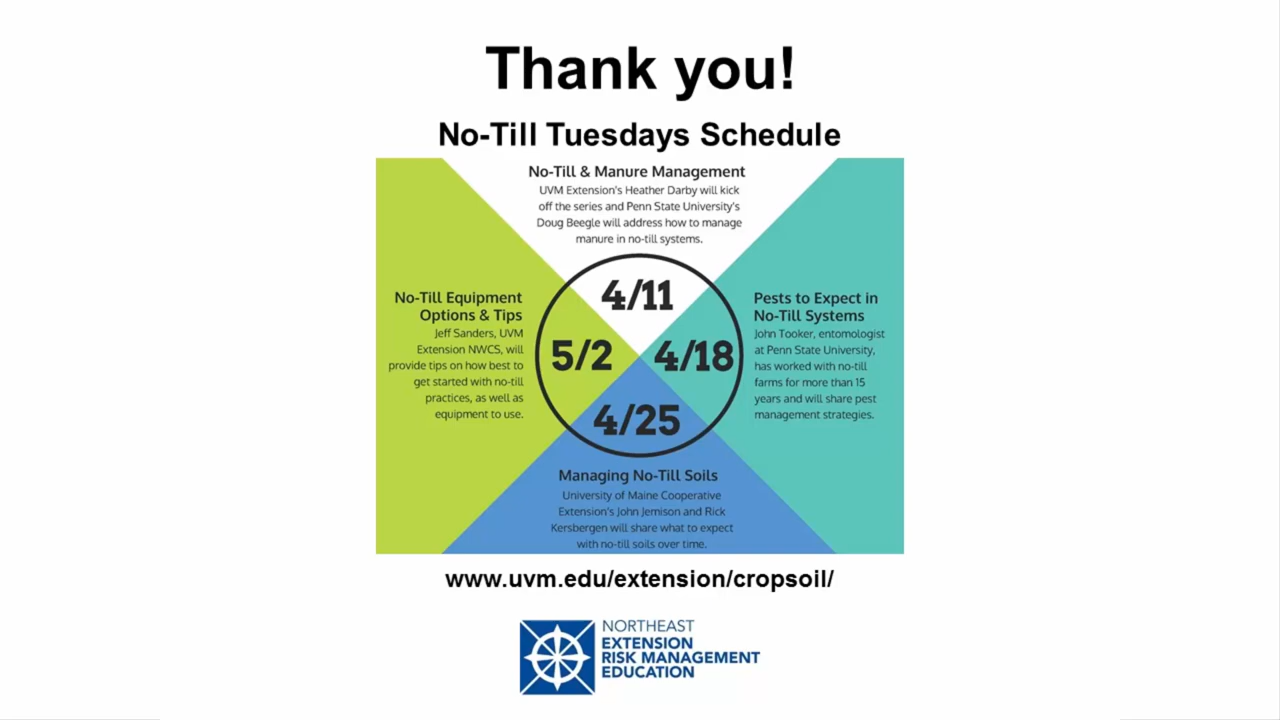 Thank you!
No-Till Tuesdays Schedule
No-Till & Manure Management
UVM Extension's Heather Darby will kick
off the series and Penn State University's
Doug Beegle will address how to manage
manure in no-till systems.
4/11
No-Till Equipment
Options & Tips
Jeff Sanders, UVM
Extension NWCS, will
provide tips on how best to
get started with no-till
practices, as well as
equipment to use.
5/2
4/18
Pests to Expect in
No-Till Systems
John Tooker, entomologist
at Penn State University,
has worked with no-till
farms for more than 15
years and will share pest
management strategies.
4/25
Managing No-Till Soils
University of Maine Cooperative
Extension's John Jemison and Rick
Kersbergen will share what to expect
with no-till soils over time.
www.uvm.edu/extension/cropsoil/
NORTHEAST
EXTENSION
RISK MANAGEMENT
EDUCATION